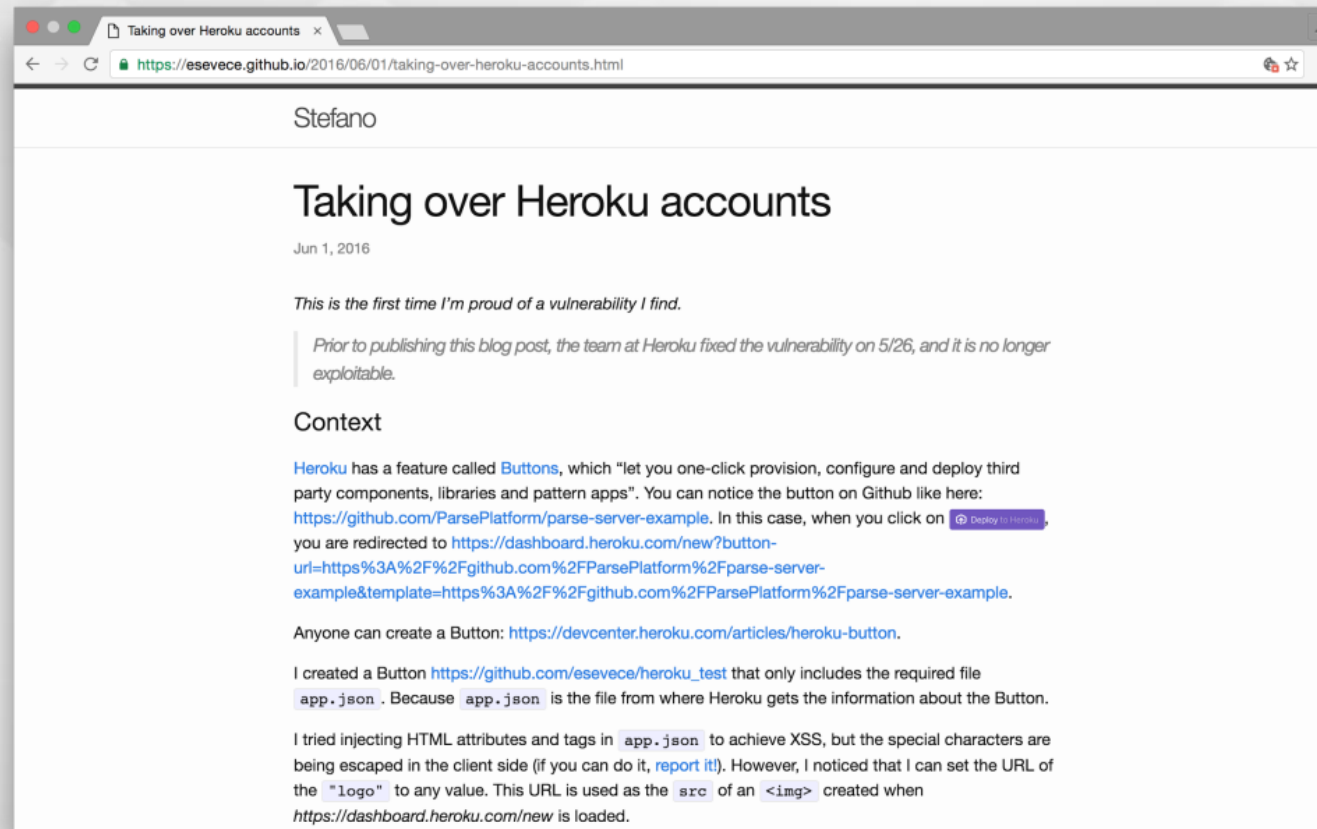 Taking over Heroku accounts
https://esevece.github.io/2016/06/01/taking-over-heroku-accounts.html
Stefano
Taking over Heroku accounts
Jun 1, 2016
This is the first time I'm proud of a vulnerability I find.
Prior to publishing this blog post, the team at Heroku fixed the vulnerability on 5/26, and it is no longer
exploitable.
Context
Heroku has a feature called Buttons, which “let you one-click provision, configure and deploy third
party components, libraries and pattern apps”. You can notice the button on Github like here:
https://github.com/ParsePlatform/parse-server-example. In this case, when you click on Deploy to Heroku,
you are redirected to https://dashboard.heroku.com/new?button-
url=https%3A%2F%2Fgithub.com%2FParsePlatform%2Fparse-server-
example&template=https%3A%2F%2Fgithub.com%2FParsePlatform%2Fparse-server-example.
Anyone can create a Button: https://devcenter.heroku.com/articles/heroku-button.
I created a Button https://github.com/esevece/heroku_test that only includes the required file
app.json . Because app.json is the file from where Heroku gets the information about the Button.
I tried injecting HTML attributes and tags in app.json to achieve XSS, but the special characters are
being escaped in the client side (if you can do it, report it!). However, I noticed that I can set the URL of
the "logo" to any value. This URL is used as the src of an <img> created when
https://dashboard.heroku.com/new is loaded.